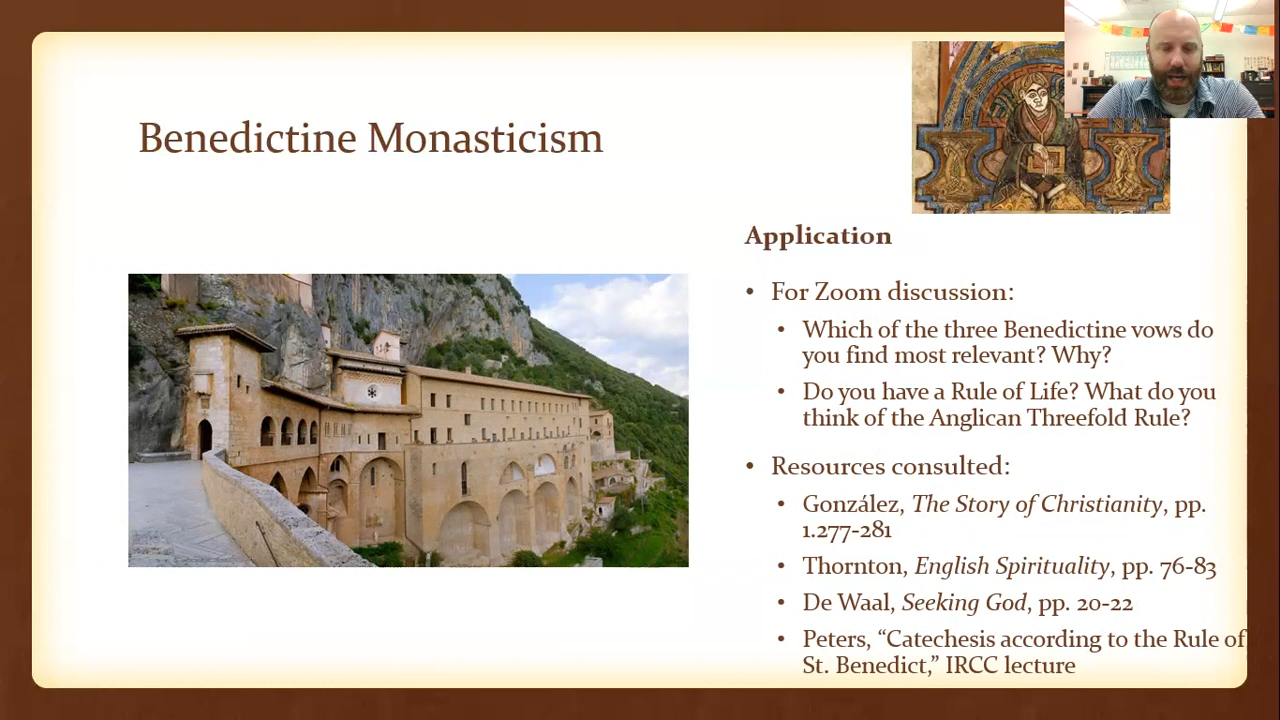 Benedictine Monasticism
Application
• For Zoom discussion:
• Which of the three Benedictine vows do
you find most relevant? Why?
• Do you have a Rule of Life? What do you
think of the Anglican Threefold Rule?
• Resources consulted:
• González, The Story of Christianity, pp.
1.277-281
• Thornton, English Spirituality, pp. 76-83
• De Waal, Seeking God, pp. 20-22
• Peters, “Catechesis according to the Rule of
St. Benedict,” IRCC lecture